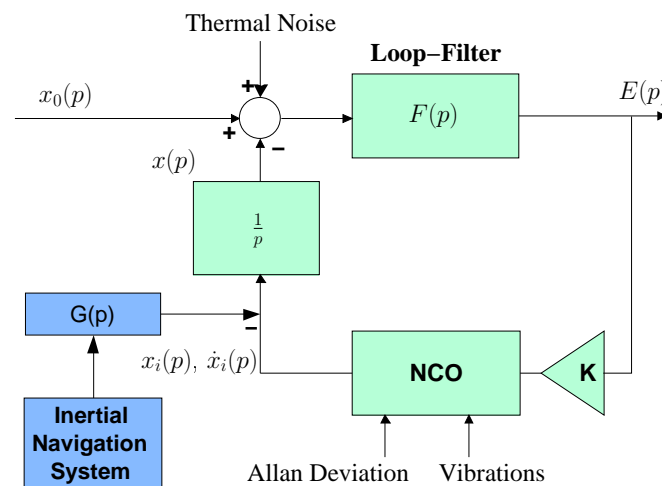 Thermal Noise
Loop–Filter
x₀(p)
+
+
−
F(p)
E(p)
x(p)
1/p
G(p)
−
xᵢ(p), ẋᵢ(p)
NCO
K
Inertial
Navigation
System
Allan Deviation
Vibrations